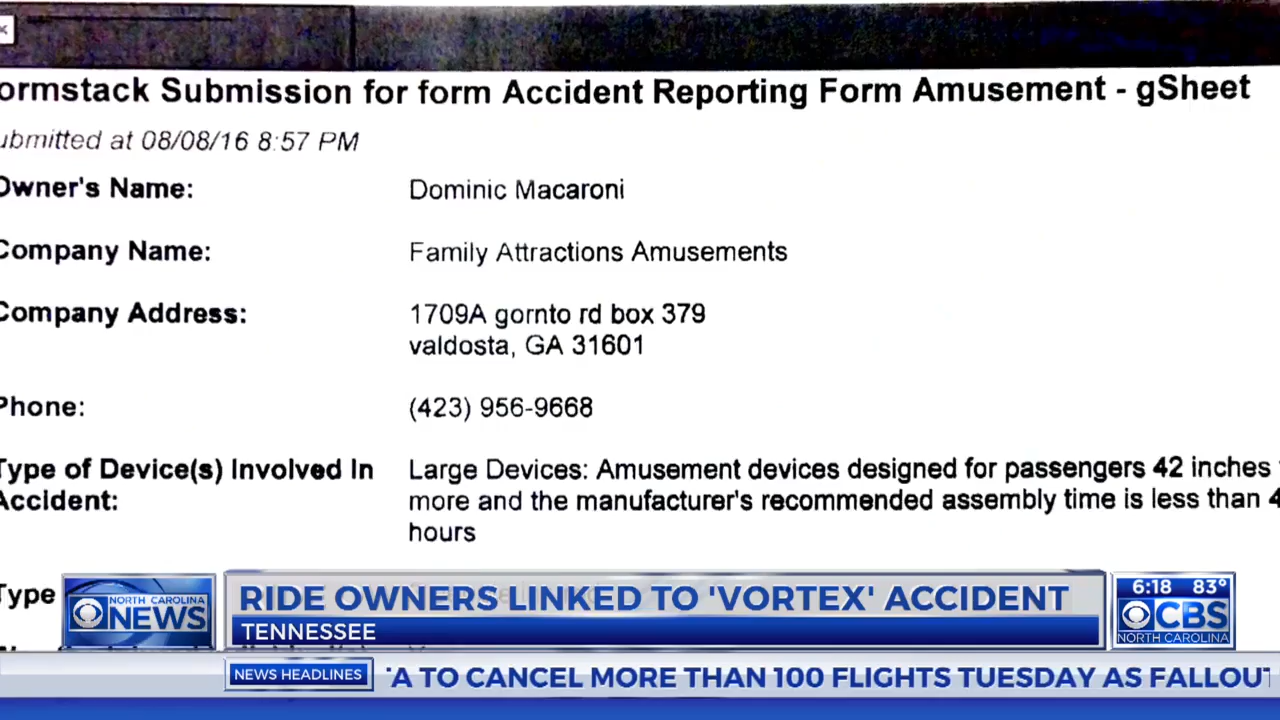 ormstack Submission for form Accident Reporting Form Amusement - gSheet
ubmitted at 08/08/16 8:57 PM
Owner's Name: Dominic Macaroni
Company Name: Family Attractions Amusements
Company Address: 1709A gornto rd box 379
valdosta, GA 31601
Phone: (423) 956-9668
Type of Device(s) Involved In Accident: Large Devices: Amusement devices designed for passengers 42 inches
more and the manufacturer's recommended assembly time is less than 4
hours
Type
NORTH CAROLINA
NEWS
RIDE OWNERS LINKED TO 'VORTEX' ACCIDENT
TENNESSEE
6:18 83°
CBS
NORTH CAROLINA
NEWS HEADLINES
'A TO CANCEL MORE THAN 100 FLIGHTS TUESDAY AS FALLOUT